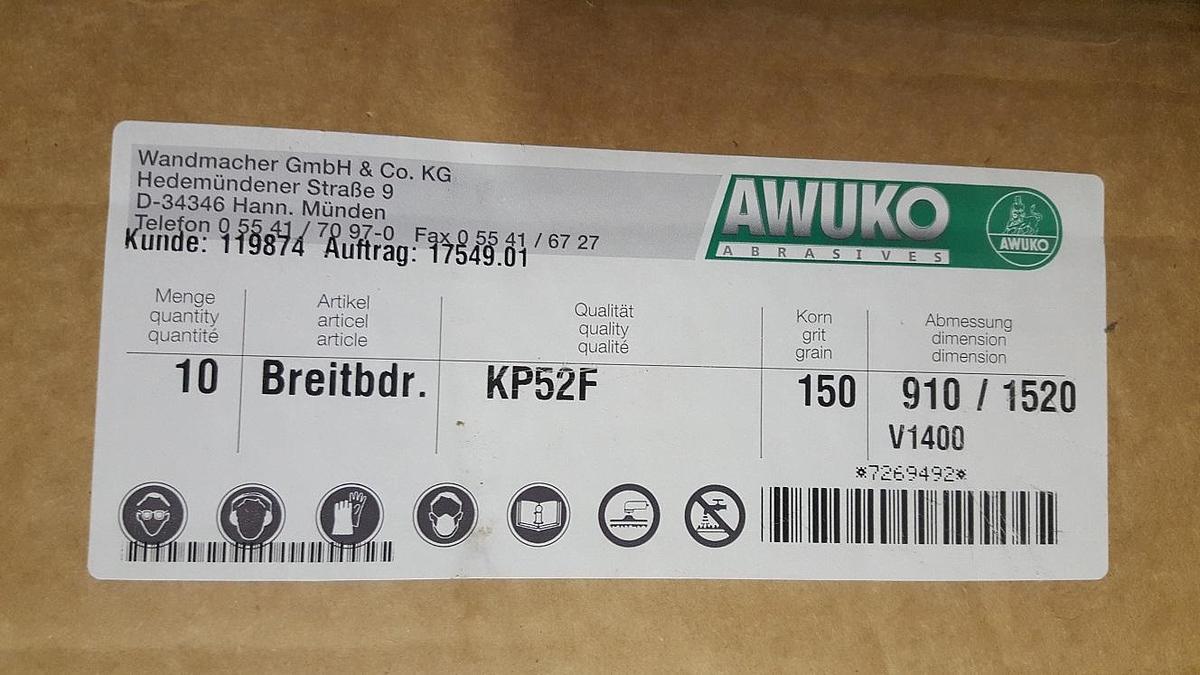 Wandmacher GmbH & Co. KG
Hedemündener Straße 9
D-34346 Hann. Münden
Telefon 0 55 41 / 70 97-0 Fax 0 55 41 / 67 27
Kunde: 119874 Auftrag: 17549.01
AWUKO
ABRASIVES
AWUKO
Menge
quantity
quantité
Artikel
articel
article
Qualität
quality
qualité
Korn
grit
grain
Abmessung
dimension
dimension
10 Breitbdr. KP52F 150 910 / 1520
V1400
*7269492*